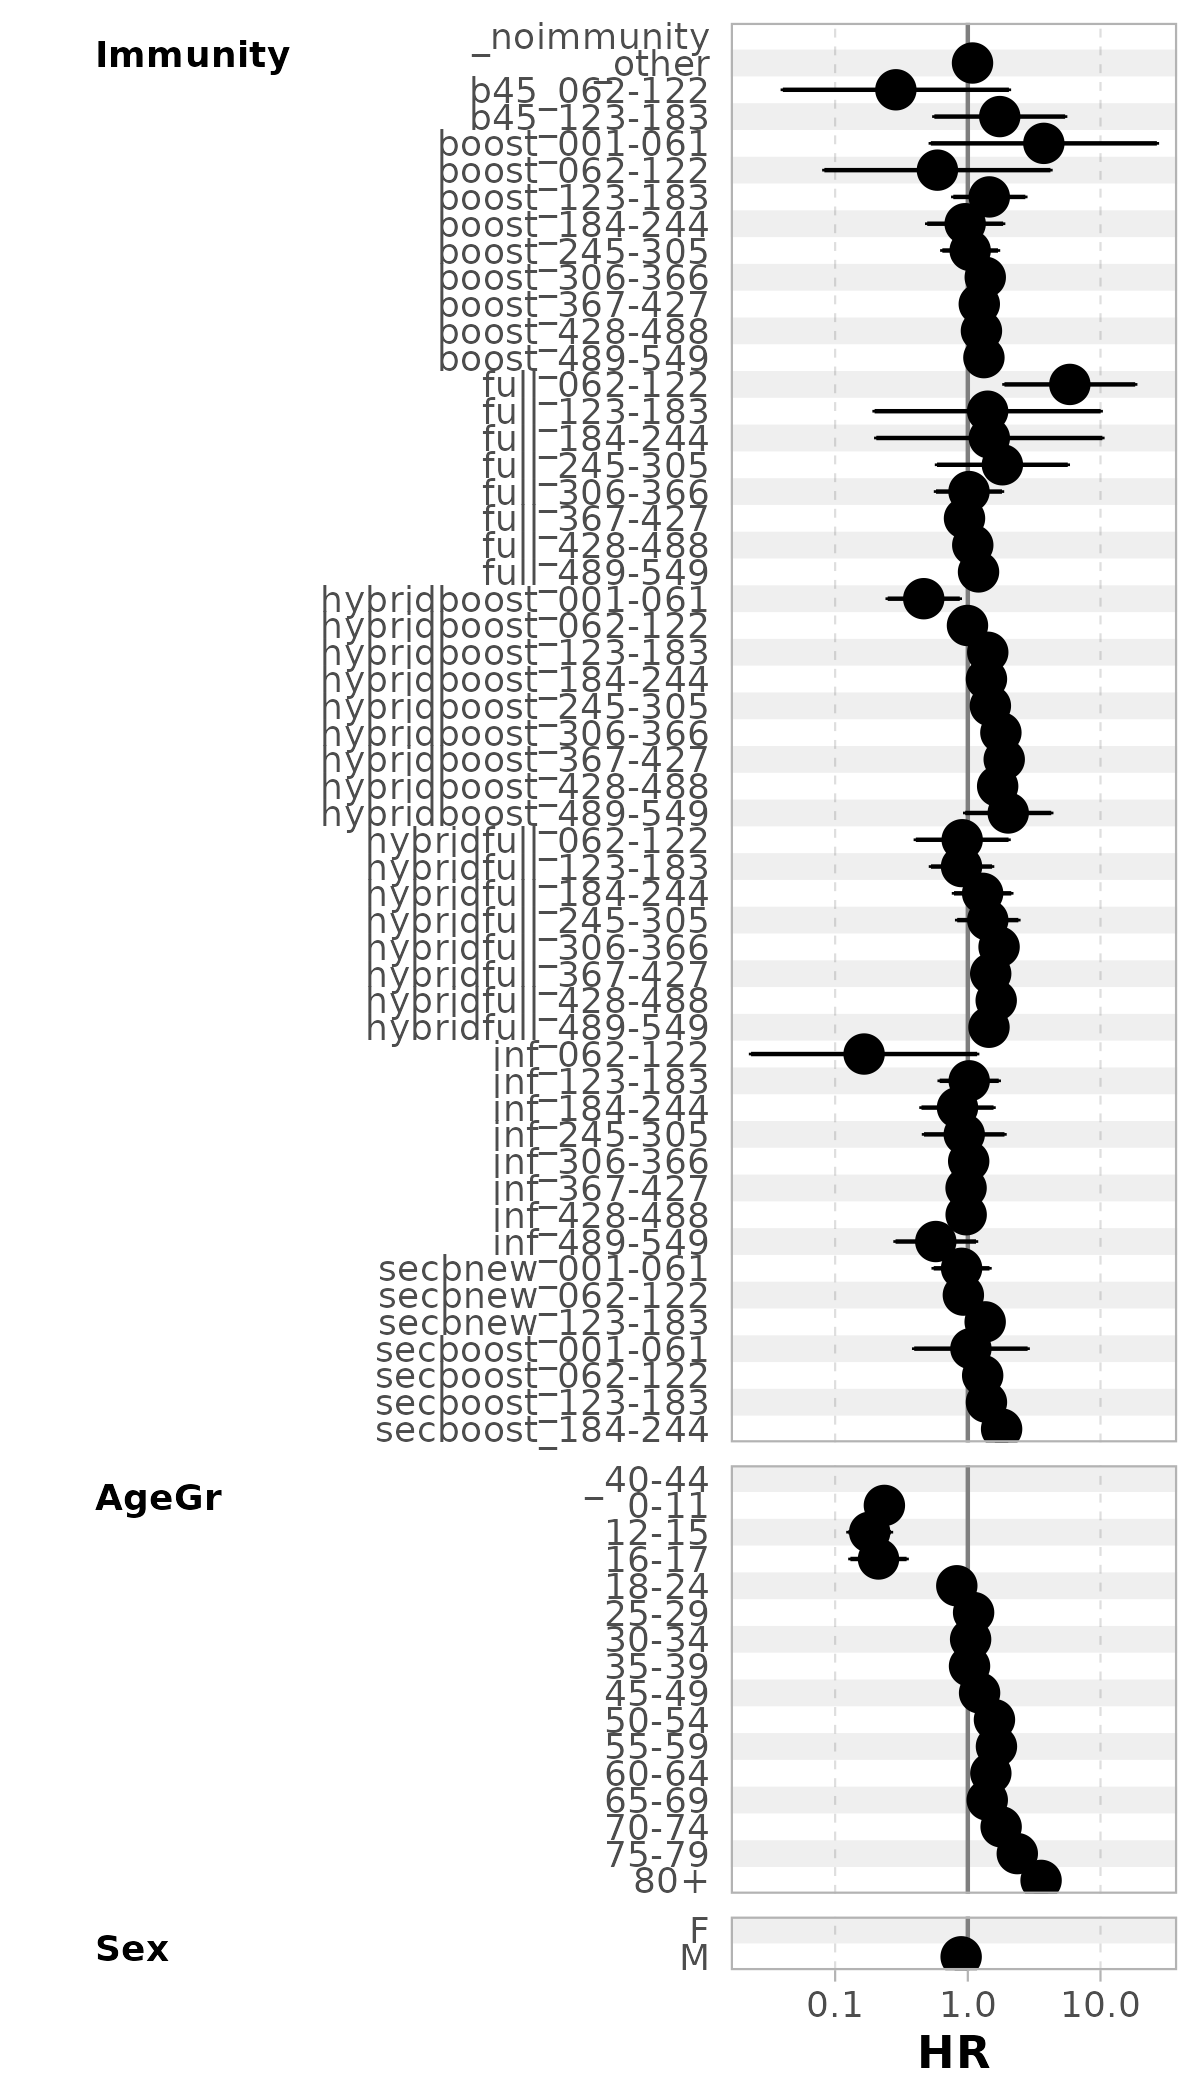 Immunity
_noimmunity
_other
b45_062-122
b45_123-183
boost_001-061
boost_062-122
boost_123-183
boost_184-244
boost_245-305
boost_306-366
boost_367-427
boost_428-488
boost_489-549
full_062-122
full_123-183
full_184-244
full_245-305
full_306-366
full_367-427
full_428-488
full_489-549
hybridboost_001-061
hybridboost_062-122
hybridboost_123-183
hybridboost_184-244
hybridboost_245-305
hybridboost_306-366
hybridboost_367-427
hybridboost_428-488
hybridboost_489-549
hybridfull_062-122
hybridfull_123-183
hybridfull_184-244
hybridfull_245-305
hybridfull_306-366
hybridfull_367-427
hybridfull_428-488
hybridfull_489-549
inf_062-122
inf_123-183
inf_184-244
inf_245-305
inf_306-366
inf_367-427
inf_428-488
inf_489-549
secbnew_001-061
secbnew_062-122
secbnew_123-183
secboost_001-061
secboost_062-122
secboost_123-183
secboost_184-244
AgeGr
_40-44
0-11
12-15
16-17
18-24
25-29
30-34
35-39
45-49
50-54
55-59
60-64
65-69
70-74
75-79
80+
Sex
F
M
0.1 1.0 10.0
HR